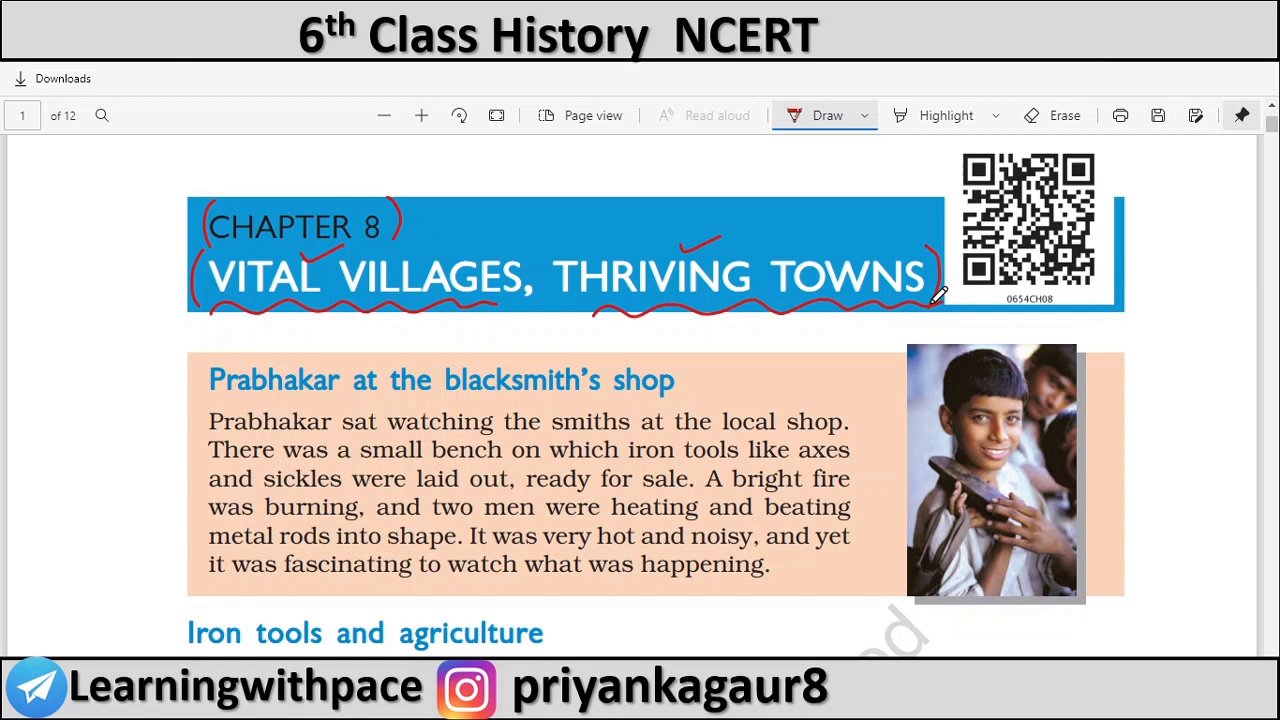 6th Class History NCERT
Downloads
1 of 12 Page view Read aloud Draw Highlight Erase
CHAPTER 8
VITAL VILLAGES, THRIVING TOWNS
0654CH08
Prabhakar at the blacksmith's shop
Prabhakar sat watching the smiths at the local shop.
There was a small bench on which iron tools like axes
and sickles were laid out, ready for sale. A bright fire
was burning, and two men were heating and beating
metal rods into shape. It was very hot and noisy, and yet
it was fascinating to watch what was happening.
Iron tools and agriculture
Learningwithpace priyankagaur8